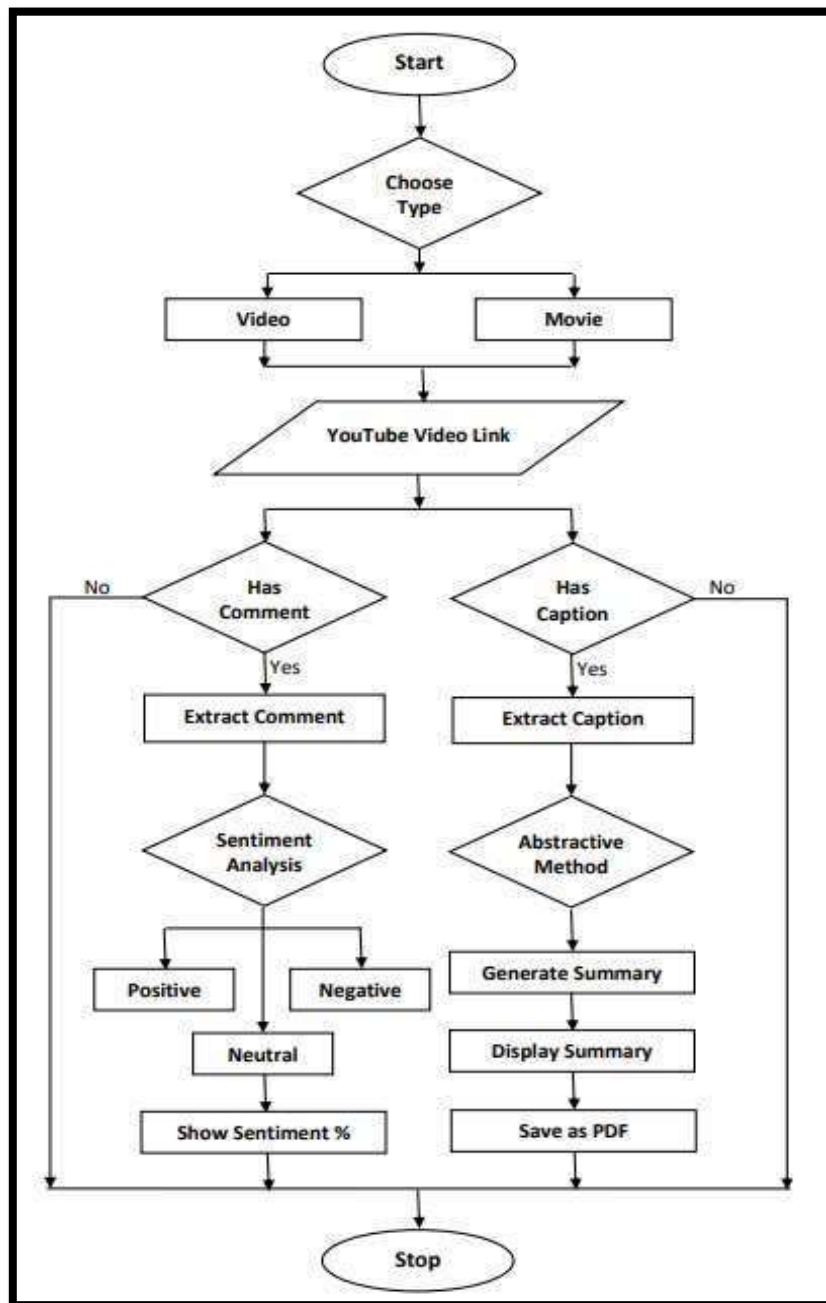 Start
Choose
Type
Video
Movie
YouTube Video Link
No
Has
Comment
Has
Caption
No
Yes
Yes
Extract Comment
Extract Caption
Sentiment
Analysis
Abstractive
Method
Positive
Negative
Generate Summary
Neutral
Display Summary
Show Sentiment %
Save as PDF
Stop